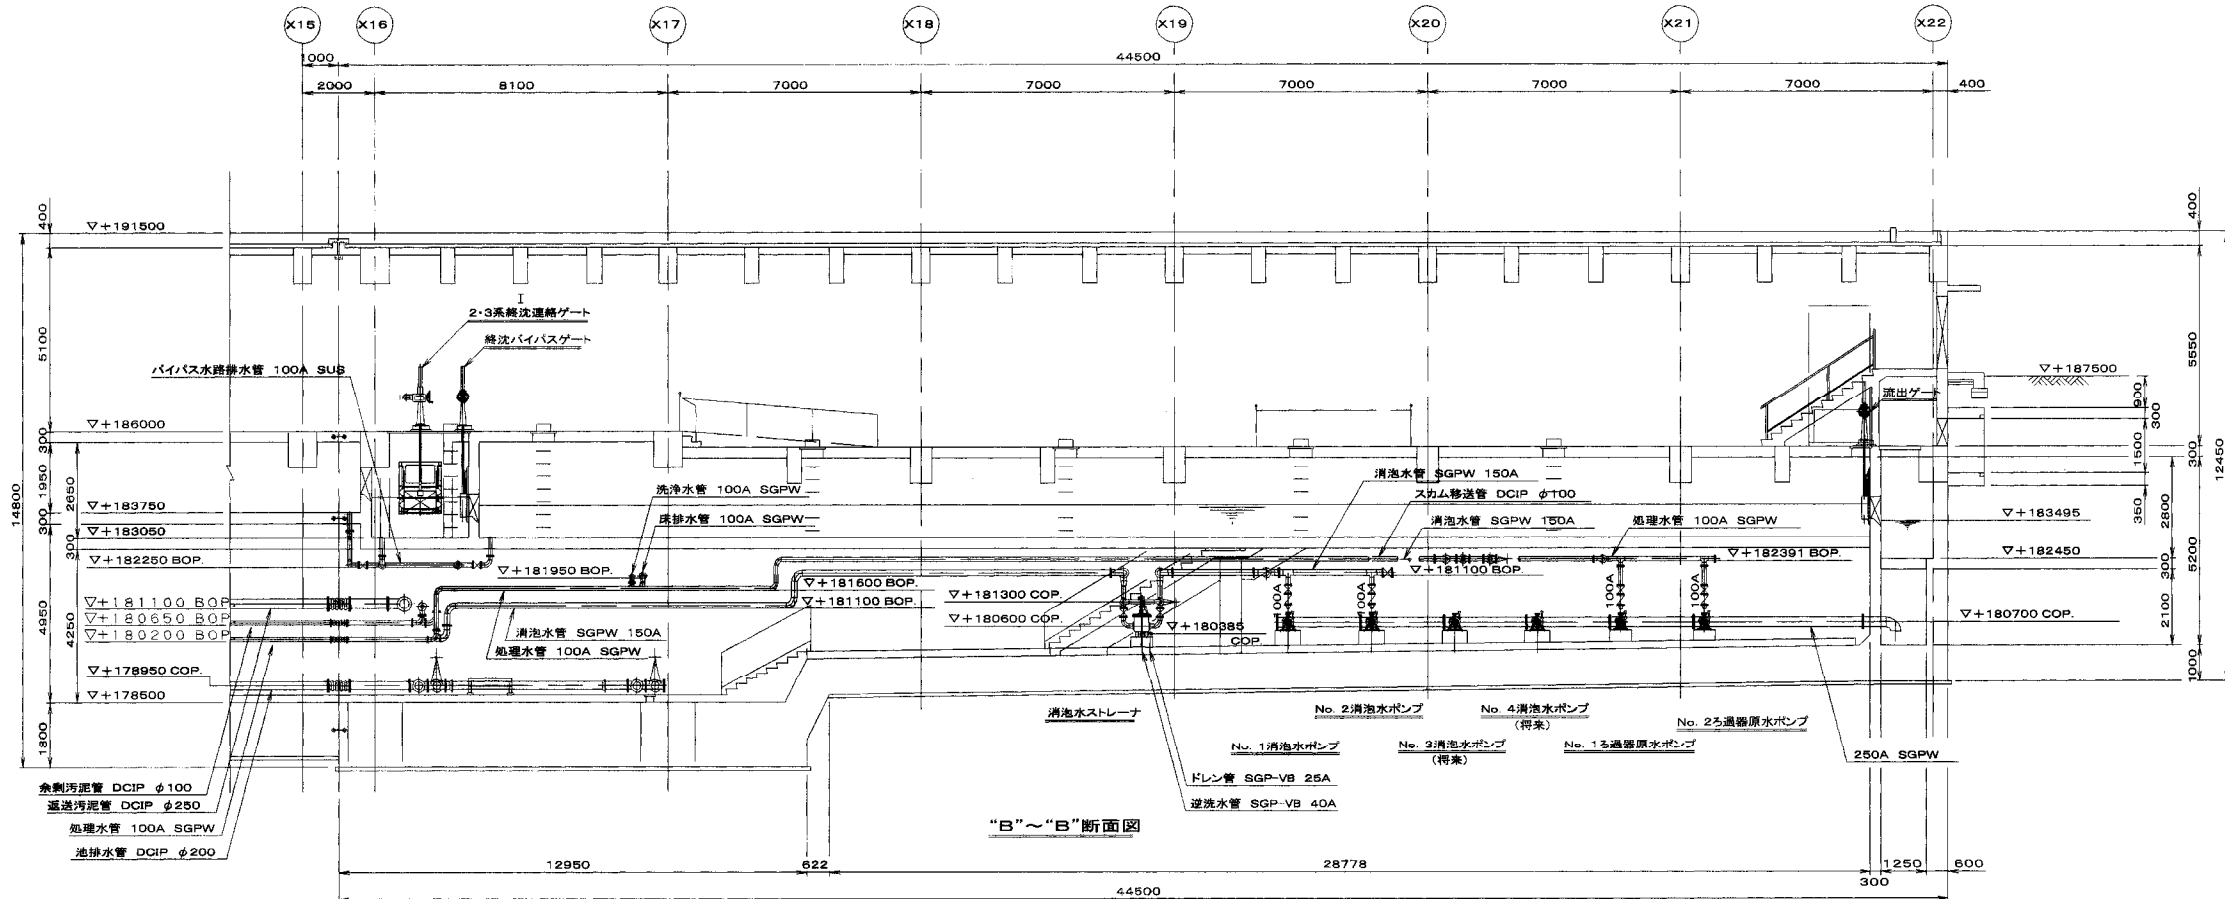 X15 X16 X17 X18 X19 X20 X21 X22
1000 44500
2000 8100 7000 7000 7000 7000 7000 400
400
▽+191500
400
I
2・3系終沈連絡ゲート
終沈バイパスゲート
バイパス水路排水管 100A SUS
5100
5550
▽+187500
流出ゲート
900
300
▽+186000
300
300
1500
12450
消泡水管 SGPW 150A
洗浄水管 100A SGPW
スカム移送管 DCIP φ100
床排水管 100A SGPW
消泡水管 SGPW 150A
処理水管 100A SGPW
14800
1950
2650
350
2800
▽+183750
▽+183495
300
▽+183050
300
▽+182250 BOP.
▽+182391 BOP.
▽+182450
▽+181950 BOP.
▽+181100 BOP.
300
5200
▽+181600 BOP.
▽+181100 BOP.
▽+181300 COP.
▽+181100 BOP.
100A 100A 100A 100A
▽+180650 BOP
▽+180600 COP.
▽+180700 COP.
▽+180200 BOP
▽+180385
COP.
2100
4950
4250
消泡水管 SGPW 150A
処理水管 100A SGPW
▽+178950 COP.
▽+178500
1000
1800
消泡水ストレーナ
No. 2消泡水ポンプ
No. 4消泡水ポンプ
(将来)
No. 2ろ過器原水ポンプ
No. 1消泡水ポンプ
No. 3消泡水ポンプ
(将来)
No. 1ろ過器原水ポンプ
250A SGPW
ドレン管 SGP-VB 25A
逆洗水管 SGP-VB 40A
余剰汚泥管 DCIP φ100
返送汚泥管 DCIP φ250
処理水管 100A SGPW
池排水管 DCIP φ200
“B”～“B”断面図
12950 622 28778 1250 600
300
44500